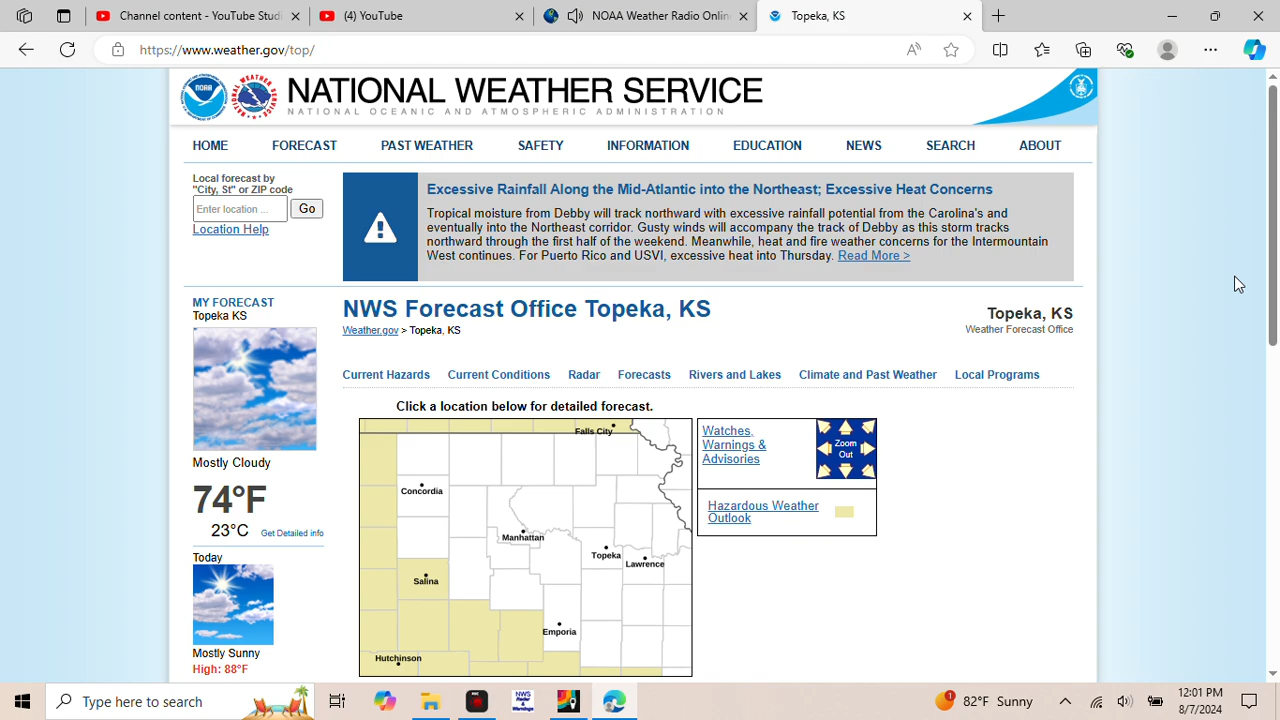 Channel content - YouTube Stud
(4) YouTube
NOAA Weather Radio Onlin
Topeka, KS
https://www.weather.gov/top/
NATIONAL WEATHER SERVICE
NATIONAL OCEANIC AND ATMOSPHERIC ADMINISTRATION
HOME FORECAST PAST WEATHER SAFETY INFORMATION EDUCATION NEWS SEARCH ABOUT
Local forecast by
"City, St" or ZIP code
Enter location ...
Go
Location Help
Excessive Rainfall Along the Mid-Atlantic into the Northeast; Excessive Heat Concerns
Tropical moisture from Debby will track northward with excessive rainfall potential from the Carolina's and
eventually into the Northeast corridor. Gusty winds will accompany the track of Debby as this storm tracks
northward through the first half of the weekend. Meanwhile, heat and fire weather concerns for the Intermountain
West continues. For Puerto Rico and USVI, excessive heat into Thursday. Read More >
MY FORECAST
Topeka KS
Mostly Cloudy
74°F
23°C
Get Detailed info
Today
Mostly Sunny
High: 88°F
NWS Forecast Office Topeka, KS
Weather.gov > Topeka, KS
Topeka, KS
Weather Forecast Office
Current Hazards Current Conditions Radar Forecasts Rivers and Lakes Climate and Past Weather Local Programs
Click a location below for detailed forecast.
Falls City
Concordia
Manhattan
Topeka
Lawrence
Salina
Emporia
Hutchinson
Watches,
Warnings &
Advisories
Zoom
Out
Hazardous Weather
Outlook
Type here to search
NWS
Radar
& Warnings
1
82°F Sunny
12:01 PM
8/7/2024